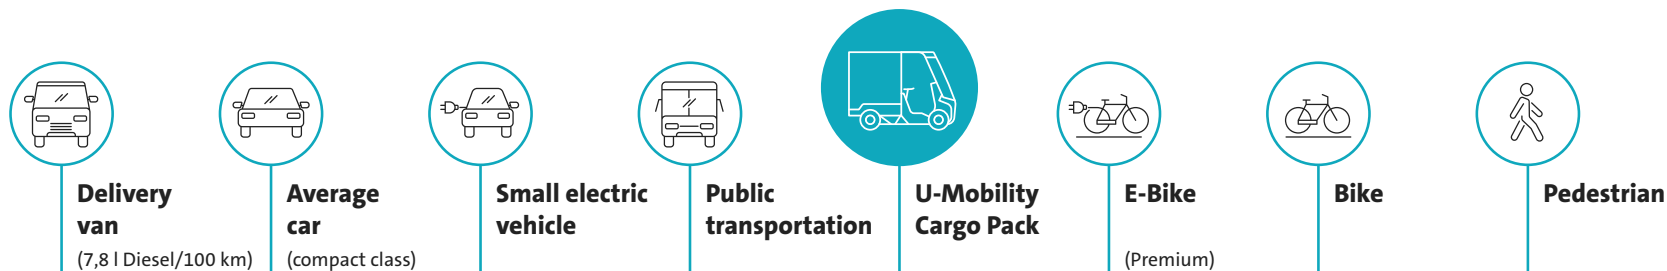 Delivery
van
(7,8 l Diesel/100 km)
Average
car
(compact class)
Small electric
vehicle
Public
transportation
U-Mobility
Cargo Pack
E-Bike
(Premium)
Bike
Pedestrian